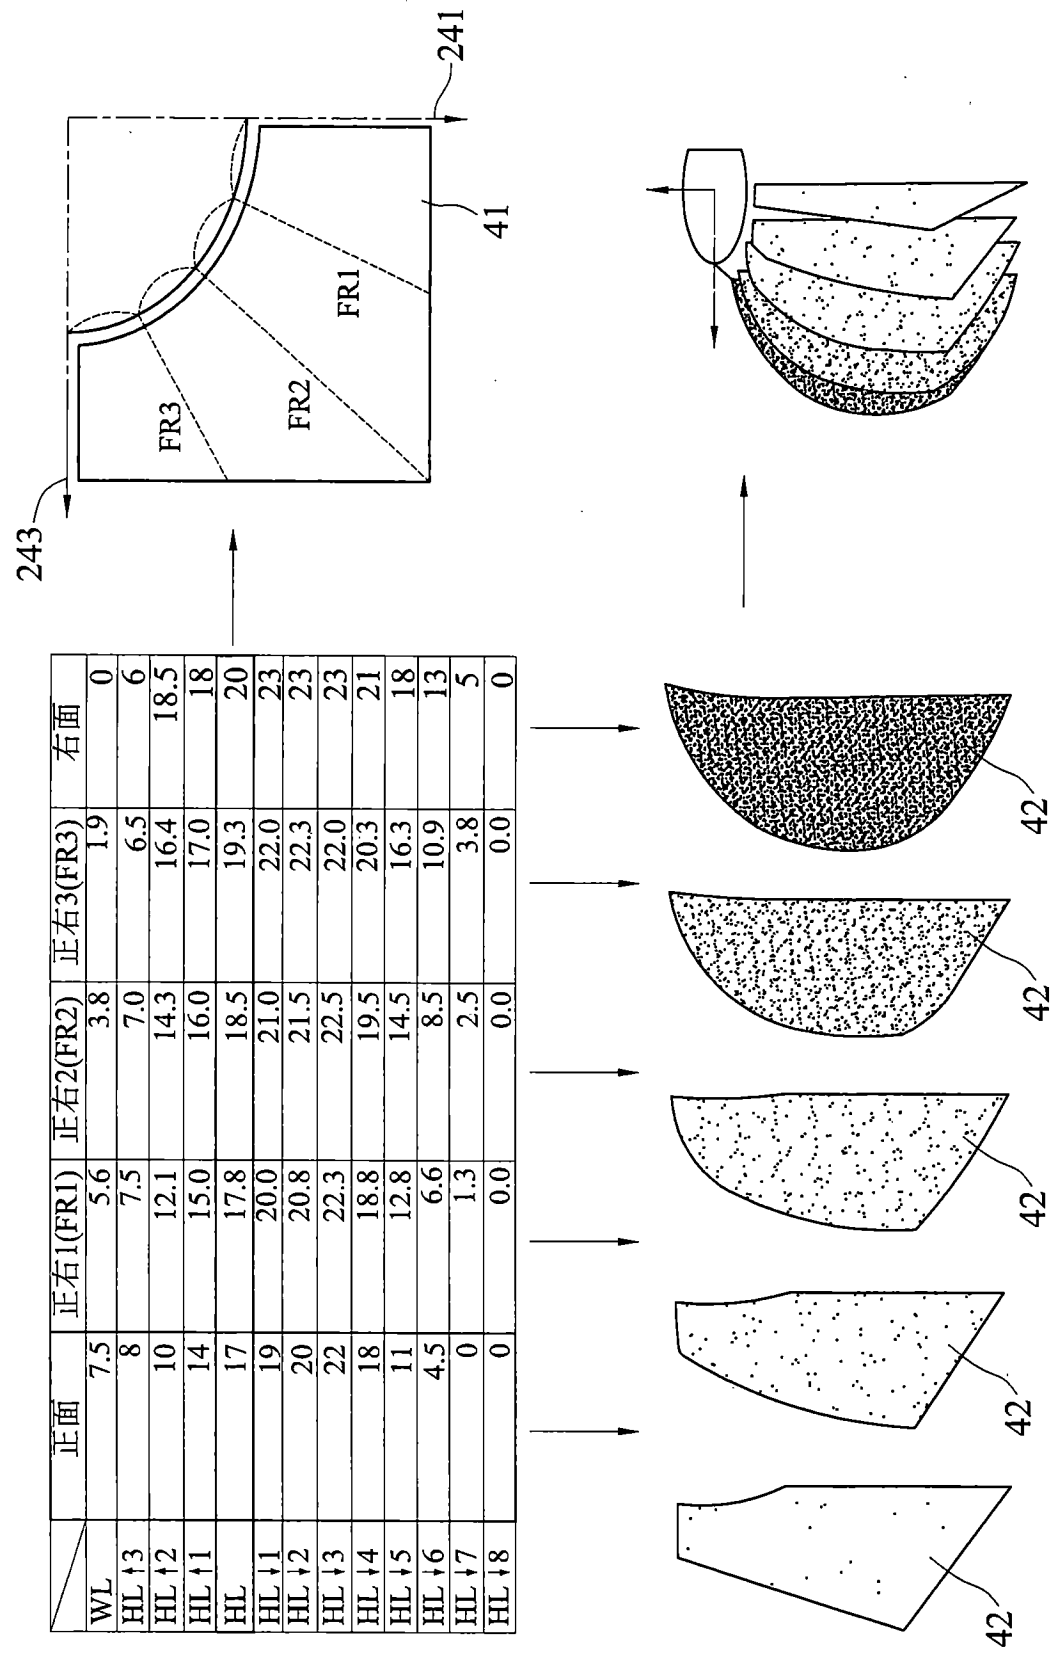 正面 正右1(FR1) 正右2(FR2) 正右3(FR3) 右面
WL 7.5 5.6 3.8 1.9 0
HL↑3 8 7.5 7.0 6.5 6
HL↑2 10 12.1 14.3 16.4 18.5
HL↑1 14 15.0 16.0 17.0 18
HL 17 17.8 18.5 19.3 20
HL↓1 19 20.0 21.0 22.0 23
HL↓2 20 20.8 21.5 22.3 23
HL↓3 22 22.3 22.5 22.0 23
HL↓4 18 18.8 19.5 20.3 21
HL↓5 11 12.8 14.5 16.3 18
HL↓6 4.5 6.6 8.5 10.9 13
HL↓7 0 1.3 2.5 3.8 5
HL↓8 0 0.0 0.0 0.0 0
243
241
FR3
FR2
FR1
41
42
42
42
42
42